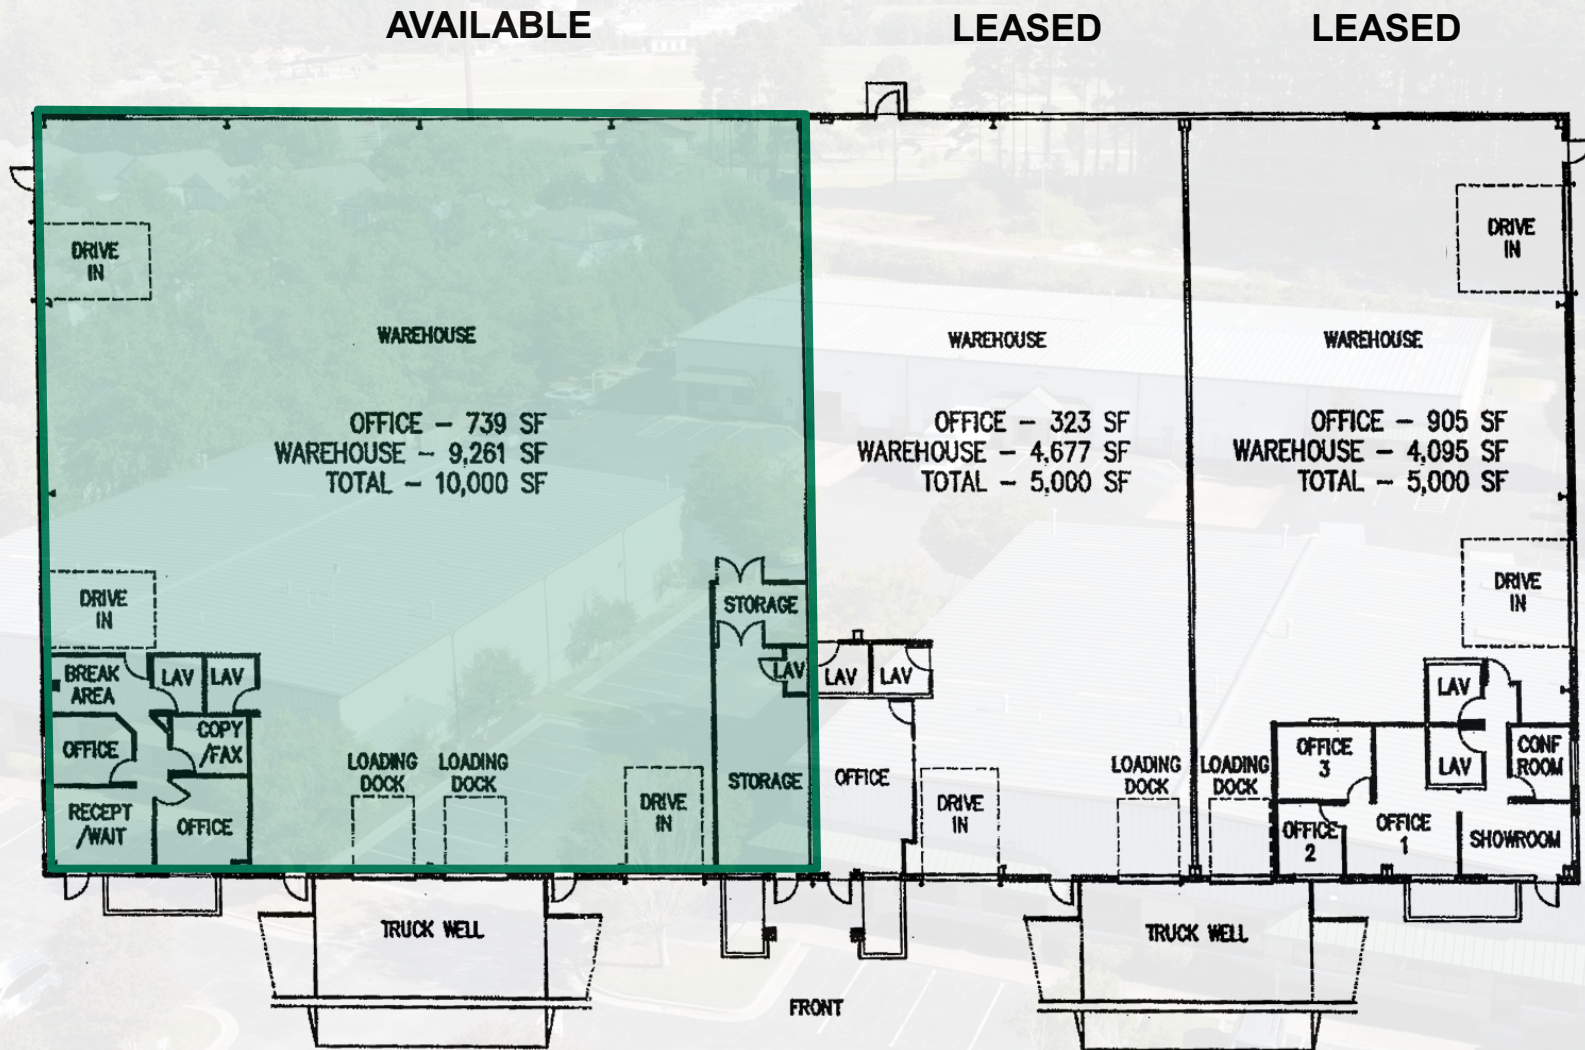 AVAILABLE
LEASED
LEASED
DRIVE
IN
WAREHOUSE
OFFICE – 739 SF
WAREHOUSE – 9,261 SF
TOTAL – 10,000 SF
DRIVE
IN
BREAK
AREA
LAV
LAV
OFFICE
COPY
/FAX
RECEPT
/WAIT
OFFICE
LOADING
DOCK
LOADING
DOCK
DRIVE
IN
STORAGE
LAV
STORAGE
WAREHOUSE
OFFICE – 323 SF
WAREHOUSE – 4,677 SF
TOTAL – 5,000 SF
LAV
LAV
OFFICE
DRIVE
IN
LOADING
DOCK
DRIVE
IN
WAREHOUSE
OFFICE – 905 SF
WAREHOUSE – 4,095 SF
TOTAL – 5,000 SF
DRIVE
IN
LAV
LAV
LOADING
DOCK
OFFICE
3
CONF
ROOM
OFFICE
2
OFFICE
1
SHOWROOM
TRUCK WELL
TRUCK WELL
FRONT